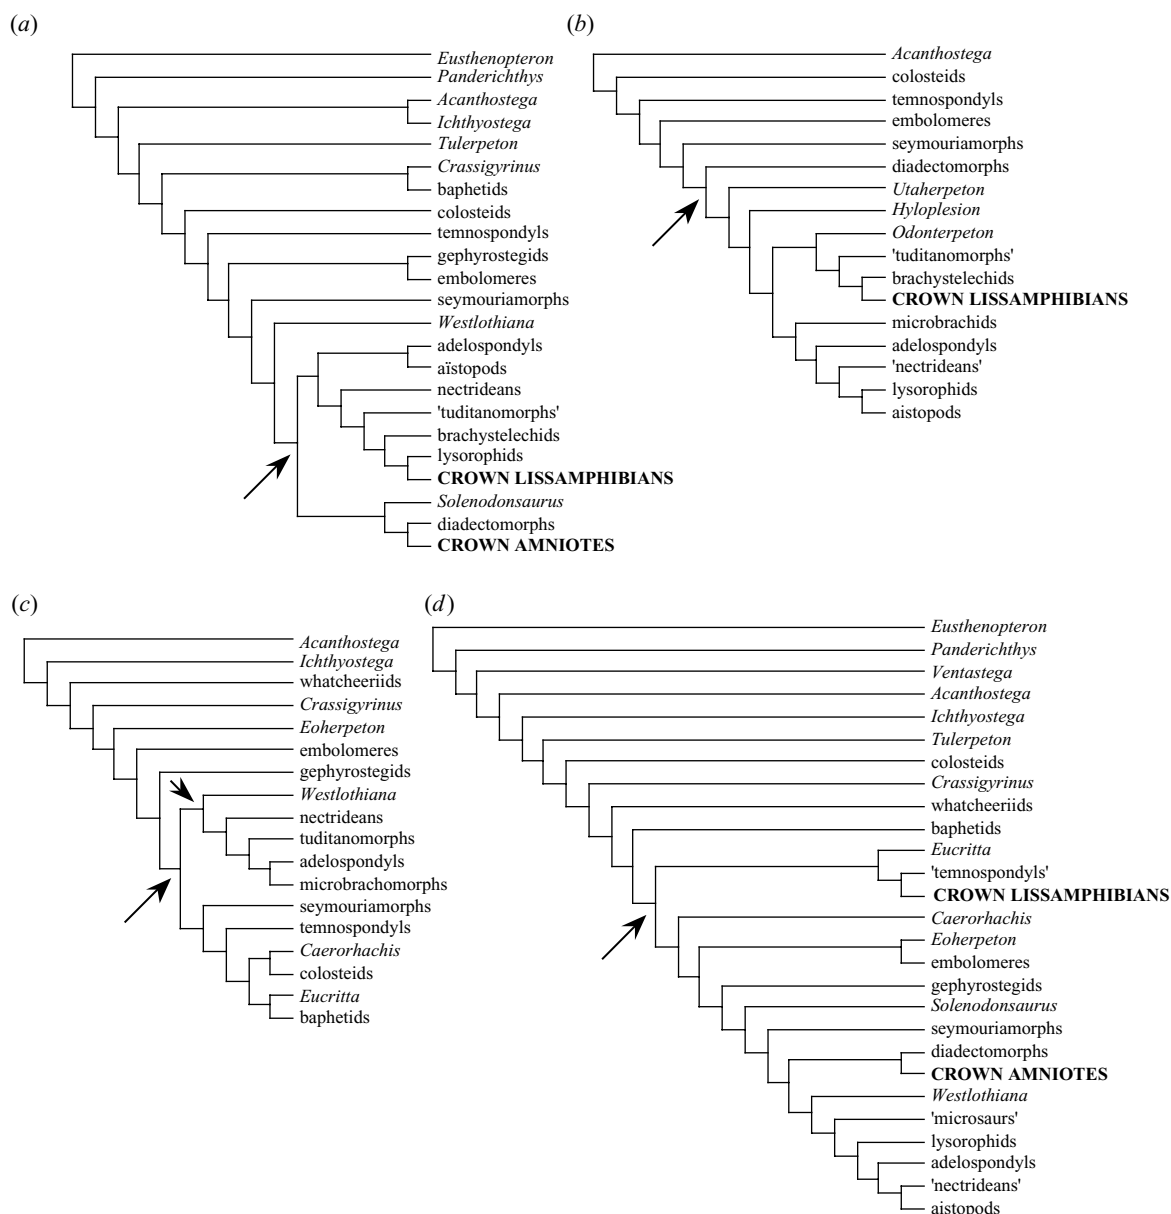 (a)
Eusthenopteron
Panderichthys
Acanthostega
Ichthyostega
Tulerpeton
Crassigyrinus
baphetids
colosteids
temnospondyls
gephyrostegids
embolomeres
seymouriamorphs
Westlothiana
adelospondyls
aïstopods
nectrideans
'tuditanomorphs'
brachystelechids
lysorophids
CROWN LISSAMPHIBIANS
Solenodonsaurus
diadectomorphs
CROWN AMNIOTES
(b)
Acanthostega
colosteids
temnospondyls
embolomeres
seymouriamorphs
diadectomorphs
Utaherpeton
Hyloplesion
Odonterpeton
'tuditanomorphs'
brachystelechids
CROWN LISSAMPHIBIANS
microbrachids
adelospondyls
'nectrideans'
lysorophids
aistopods
(c)
Acanthostega
Ichthyostega
whatcheeriids
Crassigyrinus
Eoherpeton
embolomeres
gephyrostegids
Westlothiana
nectrideans
tuditanomorphs
adelospondyls
microbrachomorphs
seymouriamorphs
temnospondyls
Caerorhachis
colosteids
Eucritta
baphetids
(d)
Eusthenopteron
Panderichthys
Ventastega
Acanthostega
Ichthyostega
Tulerpeton
colosteids
Crassigyrinus
whatcheeriids
baphetids
Eucritta
'temnospondyls'
CROWN LISSAMPHIBIANS
Caerorhachis
Eoherpeton
embolomeres
gephyrostegids
Solenodonsaurus
seymouriamorphs
diadectomorphs
CROWN AMNIOTES
Westlothiana
'microsaurs'
lysorophids
adelospondyls
'nectrideans'
aistopods